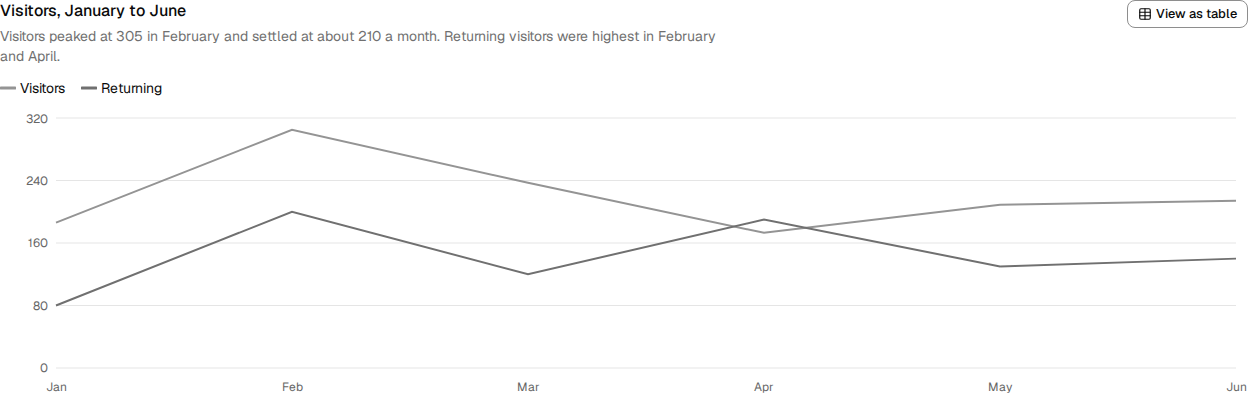 Visitors, January to June
View as table
Visitors peaked at 305 in February and settled at about 210 a month. Returning visitors were highest in February
and April.
Visitors Returning
320
240
160
80
0
Jan Feb Mar Apr May Jun